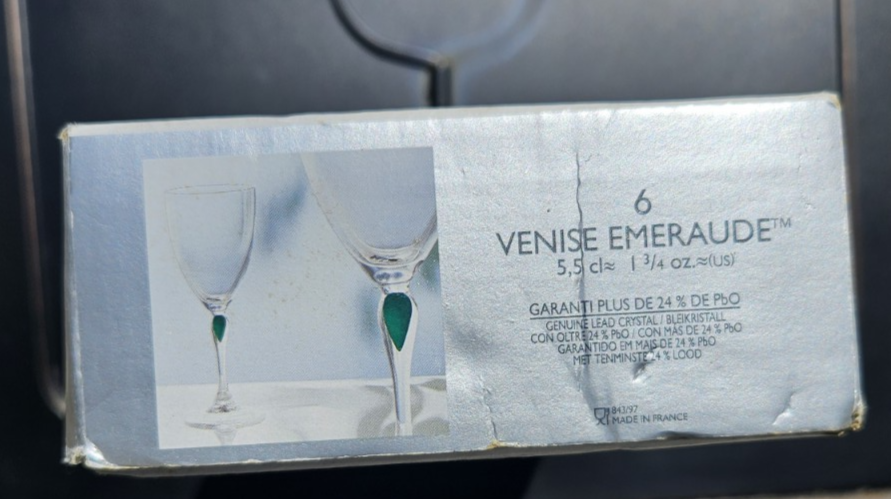 6
VENISE EMERAUDE™
5,5 cl≈ 1 3/4 oz.≈(US)
GARANTI PLUS DE 24 % DE PbO
GENUINE LEAD CRYSTAL / BLEIKRISTALL
CON OLTRE 24 % PbO / CON MÁS DE 24 % PbO
GARANTIDO EM MAIS DE 24 % PbO
MET TENMINSTE 24 % LOOD
843/97
MADE IN FRANCE